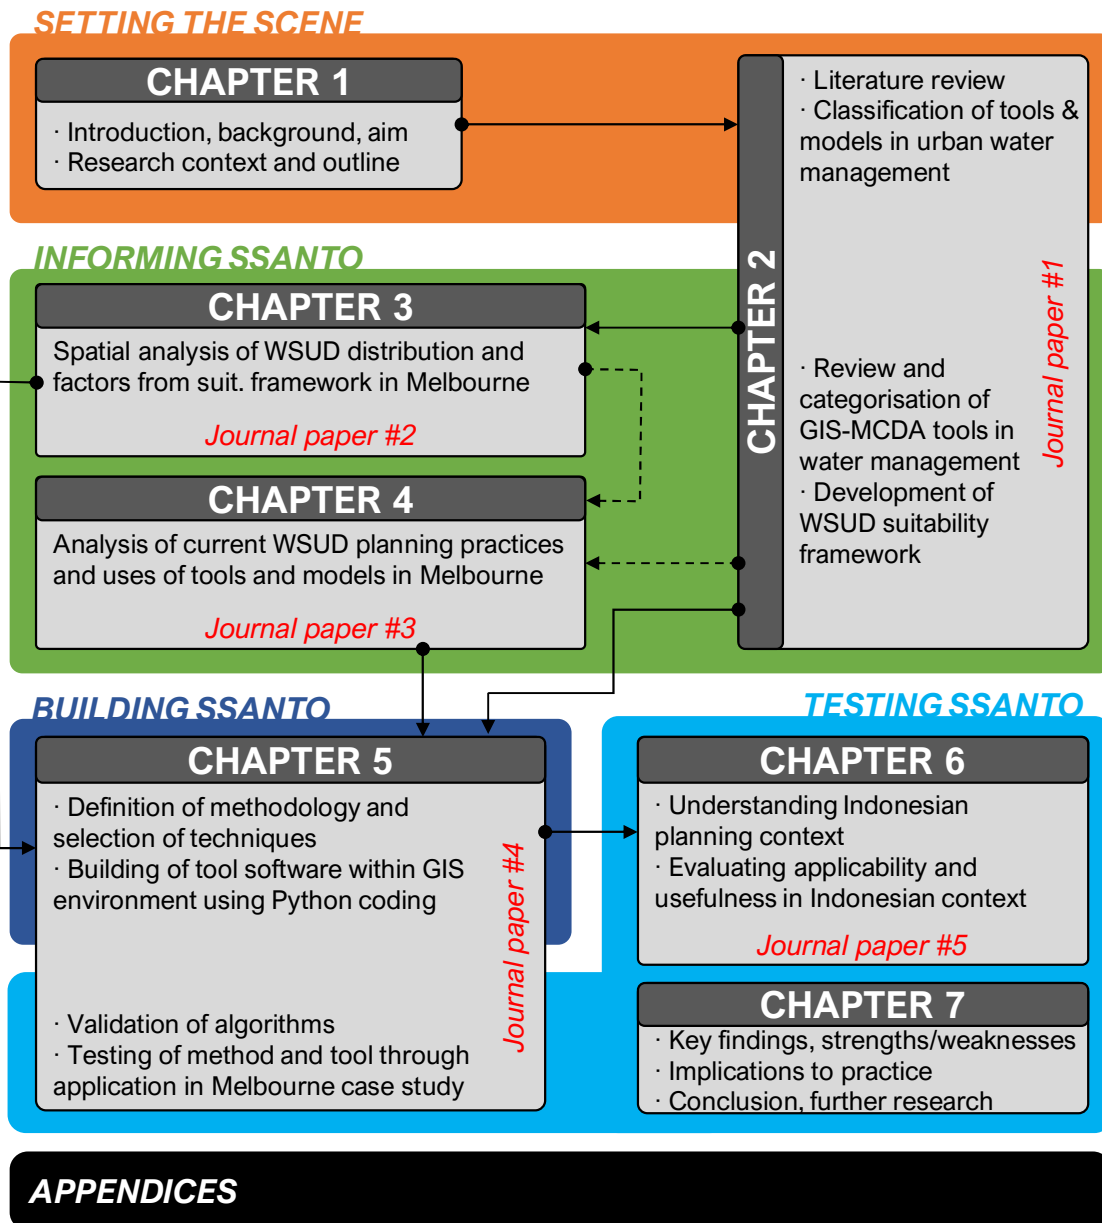 SETTING THE SCENE
CHAPTER 1
· Introduction, background, aim
· Research context and outline
CHAPTER 2
· Literature review
· Classification of tools &
models in urban water
management
· Review and
categorisation of
GIS-MCDA tools in
water management
· Development of
WSUD suitability
framework
Journal paper #1
INFORMING SSANTO
CHAPTER 3
Spatial analysis of WSUD distribution and
factors from suit. framework in Melbourne
Journal paper #2
CHAPTER 4
Analysis of current WSUD planning practices
and uses of tools and models in Melbourne
Journal paper #3
BUILDING SSANTO
CHAPTER 5
· Definition of methodology and
selection of techniques
· Building of tool software within GIS
environment using Python coding
· Validation of algorithms
· Testing of method and tool through
application in Melbourne case study
Journal paper #4
TESTING SSANTO
CHAPTER 6
· Understanding Indonesian
planning context
· Evaluating applicability and
usefulness in Indonesian context
Journal paper #5
CHAPTER 7
· Key findings, strengths/weaknesses
· Implications to practice
· Conclusion, further research
APPENDICES